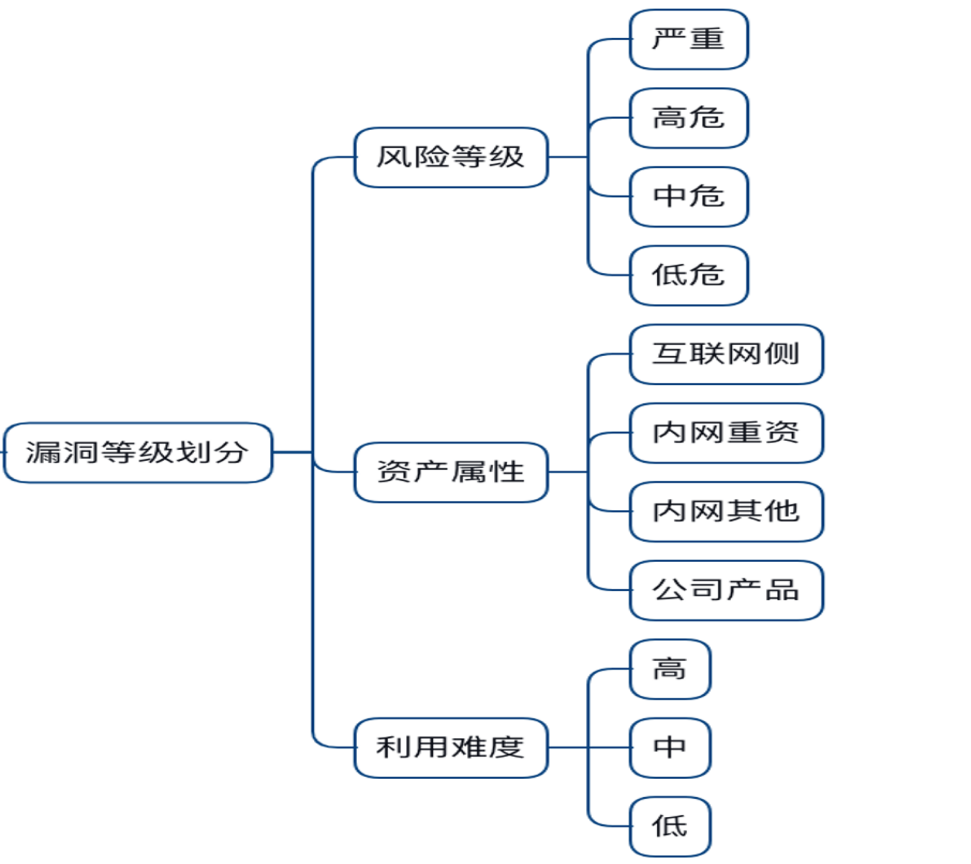 漏洞等级划分
风险等级
严重
高危
中危
低危
资产属性
互联网侧
内网重资
内网其他
公司产品
利用难度
高
中
低